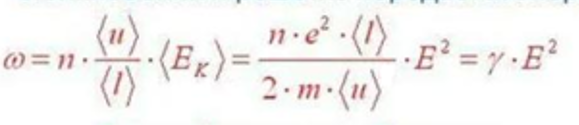 ω = n · ⟨u⟩/⟨l⟩ · ⟨E_K⟩ = n · e² · ⟨l⟩ / 2 · m · ⟨u⟩ · E² = γ · E²